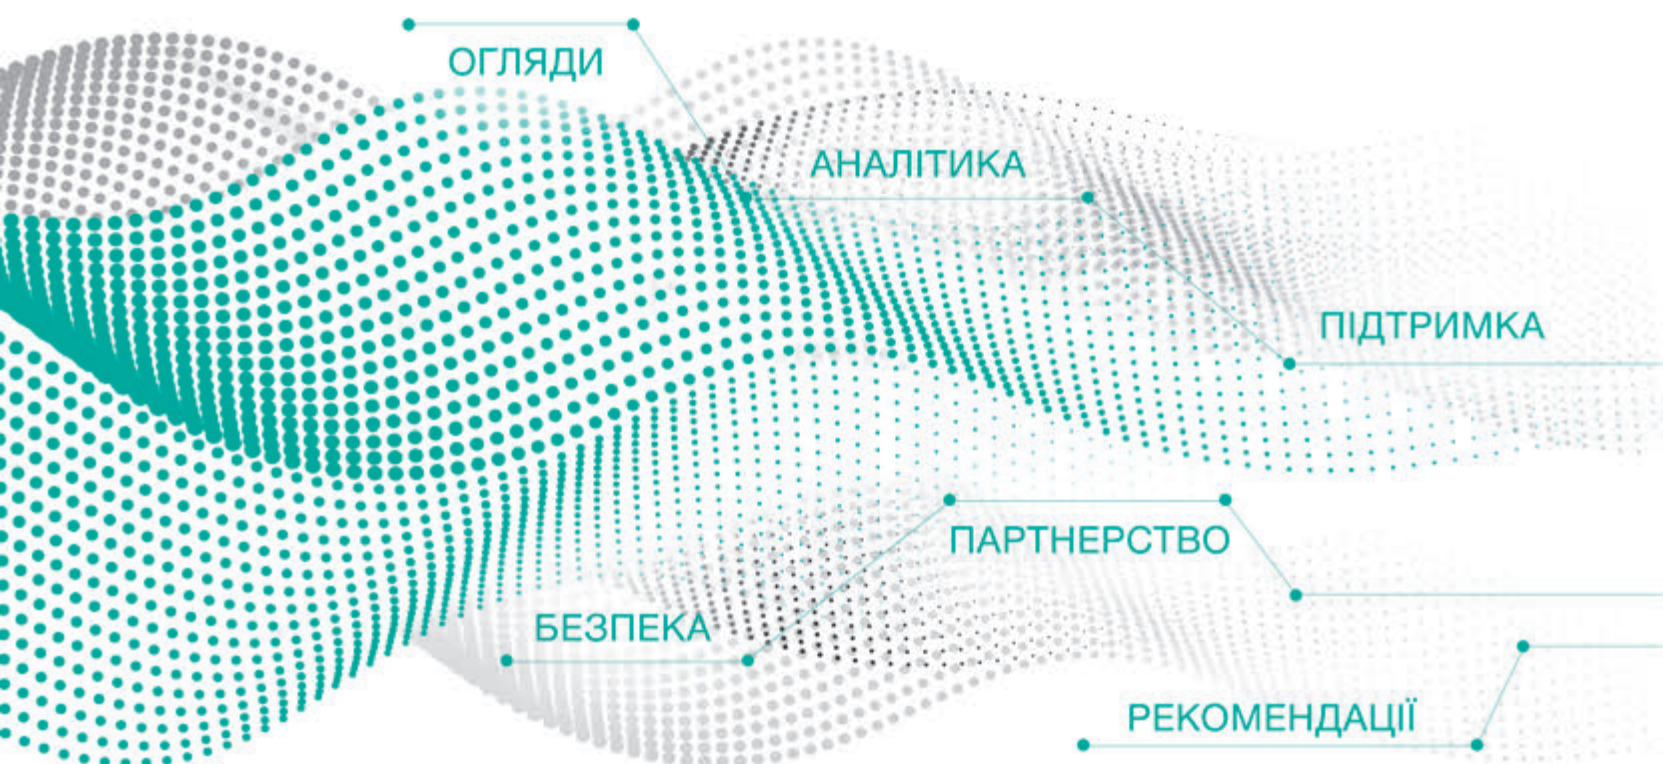 ОГЛЯДИ
АНАЛІТИКА
ПІДТРИМКА
ПАРТНЕРСТВО
БЕЗПЕКА
РЕКОМЕНДАЦІЇ